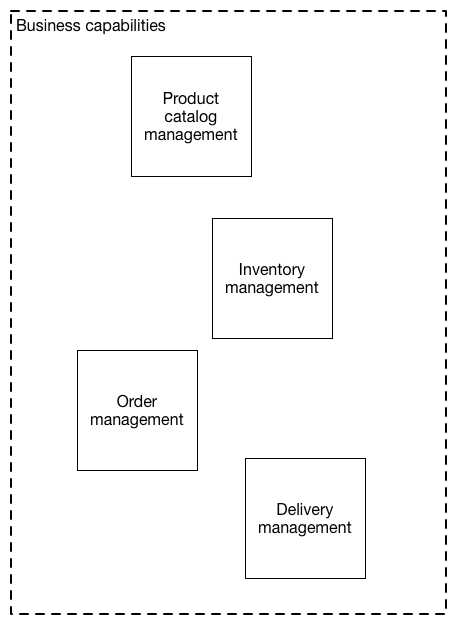 Business capabilities
Product
catalog
management
Inventory
management
Order
management
Delivery
management